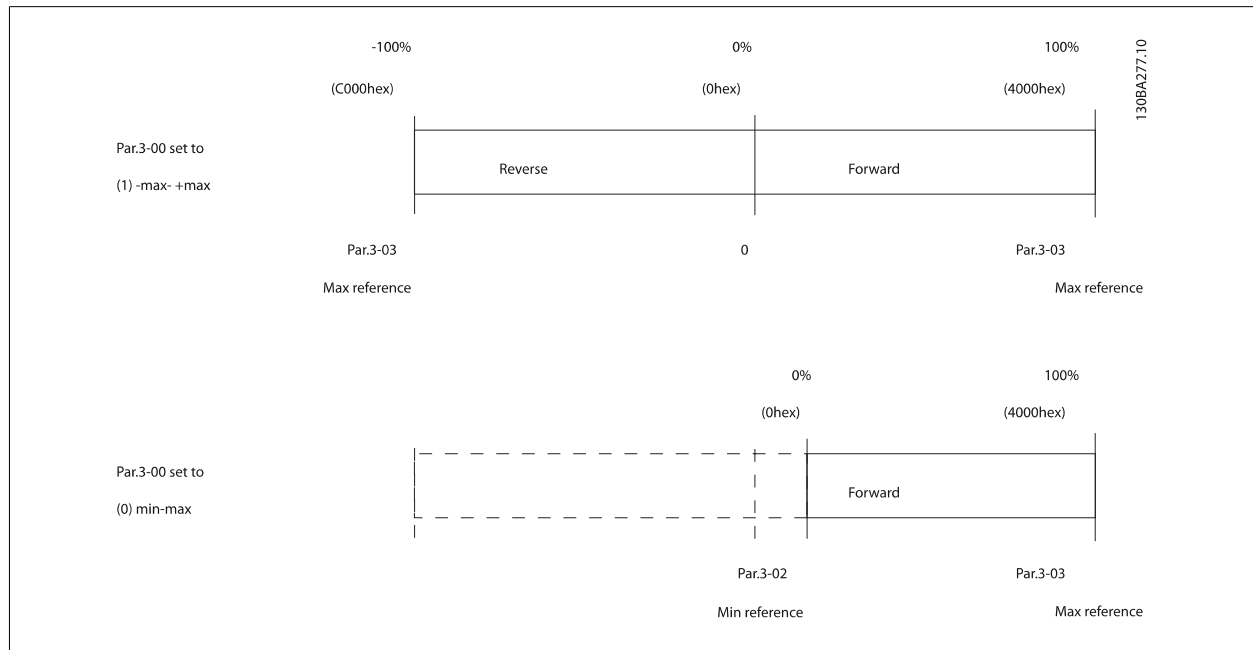 -100% 0% 100%
(C000hex) (0hex) (4000hex)
130BA277.10
Par.3-00 set to
(1) -max- +max
Reverse Forward
Par.3-03 0 Par.3-03
Max reference Max reference
0% 100%
(0hex) (4000hex)
Par.3-00 set to
(0) min-max
Forward
Par.3-02 Par.3-03
Min reference Max reference